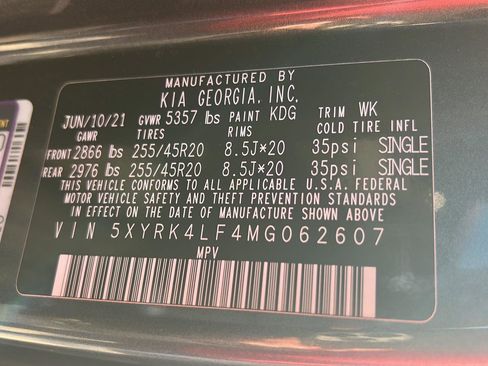 MANUFACTURED BY
KIA GEORGIA, INC.
JUN/10/21 GVWR 5357 lbs PAINT KDG TRIM WK
GAWR TIRES RIMS COLD TIRE INFL
FRONT 2866 lbs 255/45R20 8.5J×20 35psi SINGLE
REAR 2976 lbs 255/45R20 8.5J×20 35psi SINGLE
THIS VEHICLE CONFORMS TO ALL APPLICABLE U.S.A. FEDERAL
MOTOR VEHICLE SAFETY AND THEFT PREVENTION STANDARDS
IN EFFECT ON THE DATE OF MANUFACTURE SHOWN ABOVE
VIN 5XYRK4LF4MG062607
MPV